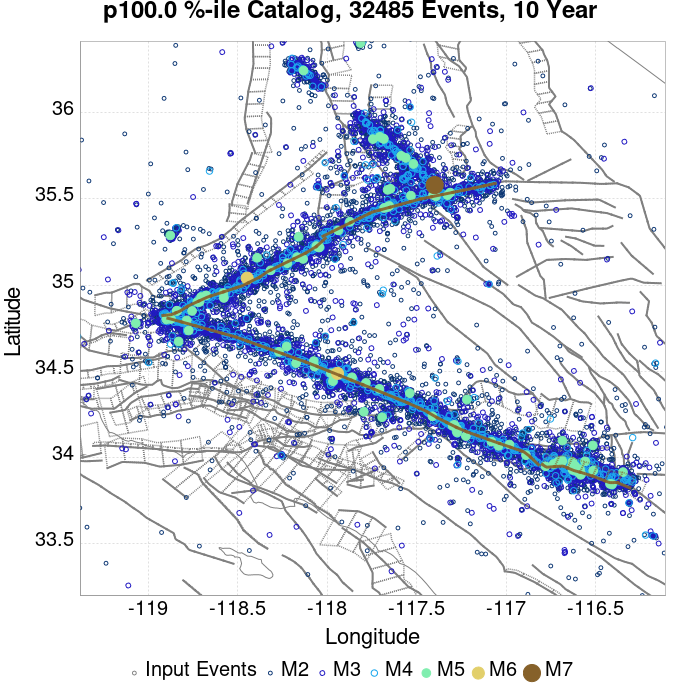 p100.0 %-ile Catalog, 32485 Events, 10 Year
36
35.5
35
34.5
34
33.5
Latitude
-119
-118.5
-118
-117.5
-117
-116.5
Longitude
Input Events
M2
M3
M4
M5
M6
M7